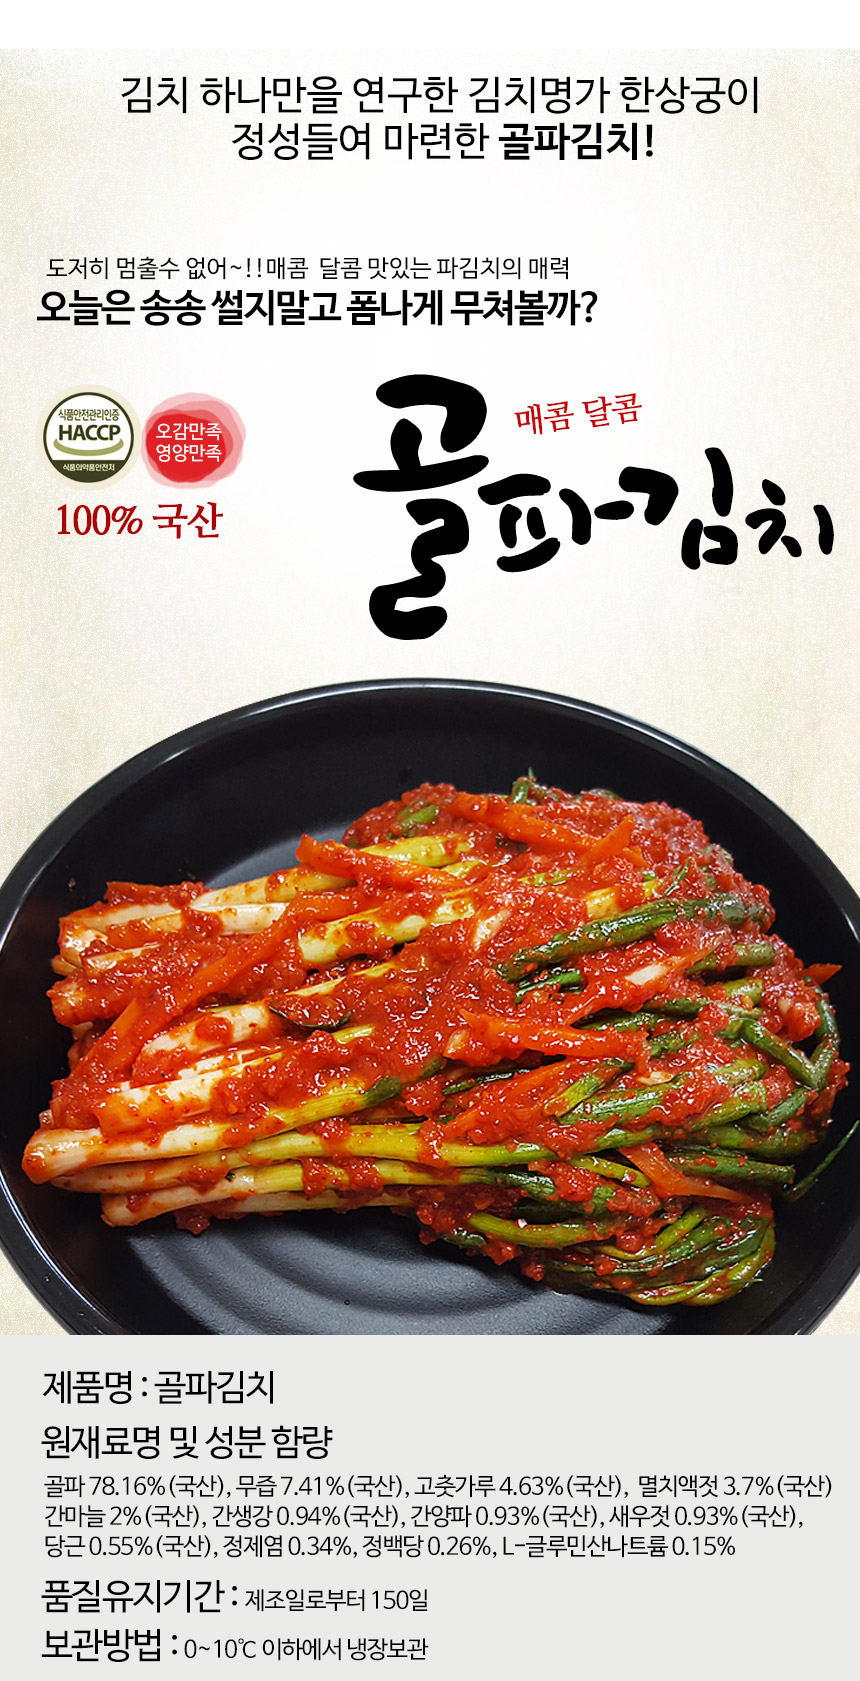 김치 하나만을 연구한 김치명가 한상궁이
정성들여 마련한 골파김치!
도저히 멈출수 없어~!!매콤 달콤 맛있는 파김치의 매력
오늘은 송송 썰지말고 폼나게 무쳐볼까?
식품안전관리인증
HACCP
식품의약품안전처
오감만족
영양만족
100% 국산
매콤 달콤
골파김치
제품명 : 골파김치
원재료명 및 성분 함량
골파 78.16%(국산), 무즙 7.41%(국산), 고춧가루 4.63%(국산), 멸치액젓 3.7%(국산)
간마늘 2%(국산), 간생강 0.94%(국산), 간양파 0.93%(국산), 새우젓 0.93%(국산),
당근 0.55%(국산), 정제염 0.34%, 정백당 0.26%, L-글루민산나트륨 0.15%
품질유지기간 : 제조일로부터 150일
보관방법 : 0~10℃ 이하에서 냉장보관